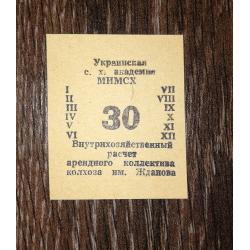 Украинская
с. х. академия
МИМСХ
I VII
II VIII
III IX
IV X
V XI
VI XII
30
Внутрихозяйственный
расчет
арендного коллектива
колхоза им. Жданова